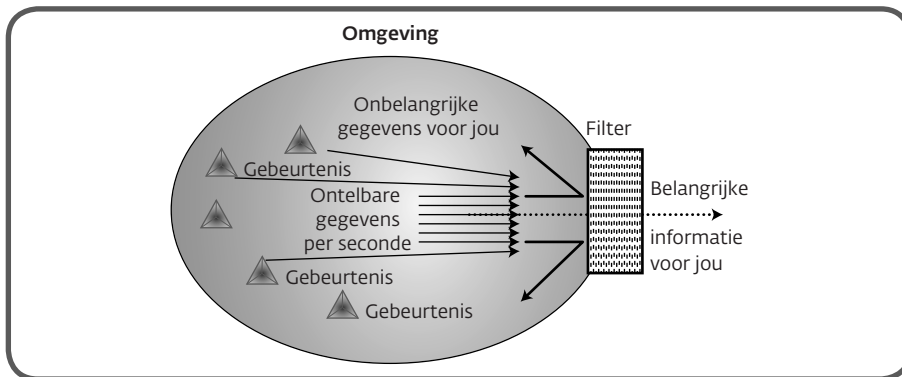 Omgeving
Onbelangrijke
gegevens voor jou
Filter
Gebeurtenis
Ontelbare
gegevens
per seconde
Belangrijke
informatie
voor jou
Gebeurtenis
Gebeurtenis